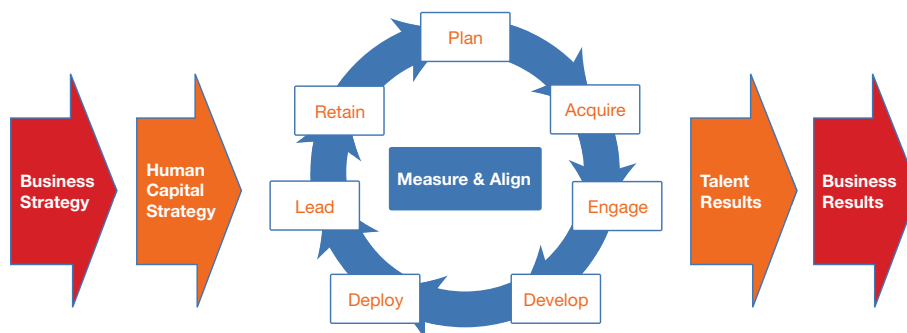 Business
Strategy
Human
Capital
Strategy
Plan
Acquire
Engage
Develop
Deploy
Lead
Retain
Measure & Align
Talent
Results
Business
Results